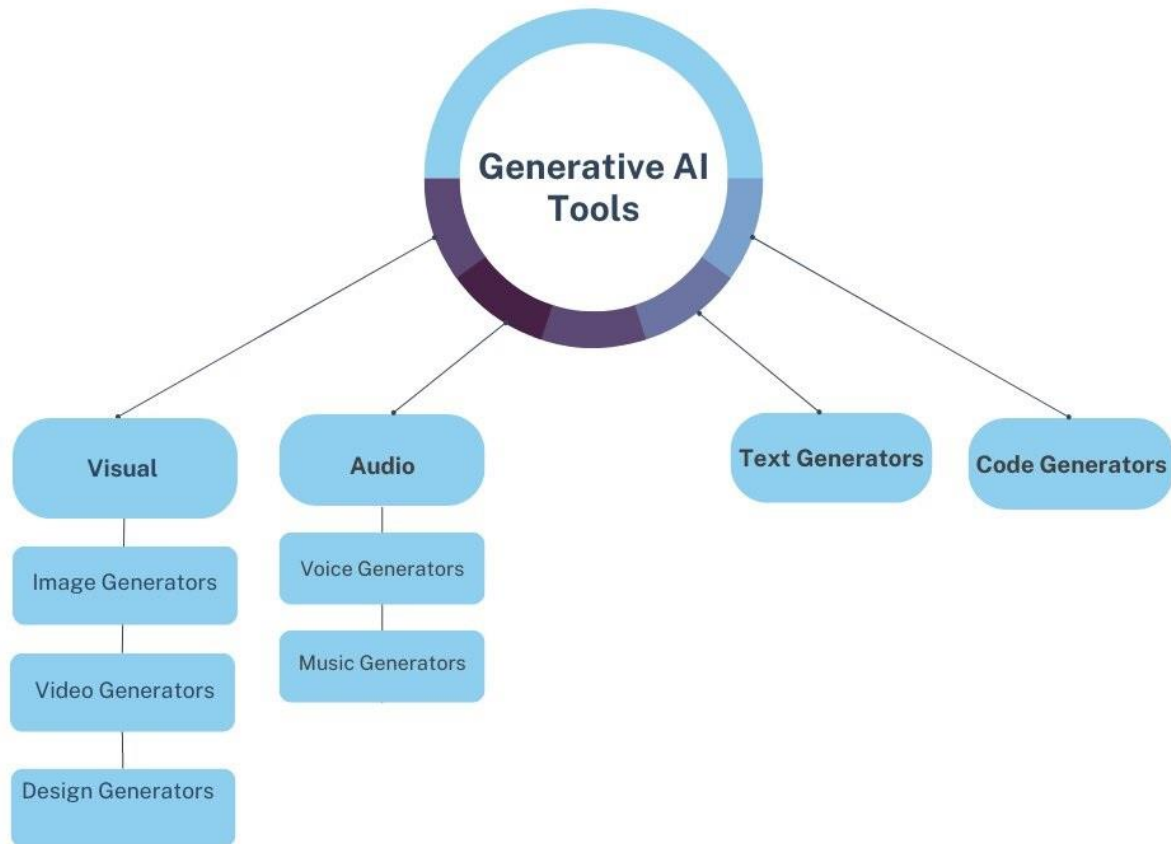 Generative AI
Tools
Visual
Audio
Text Generators
Code Generators
Image Generators
Voice Generators
Video Generators
Music Generators
Design Generators